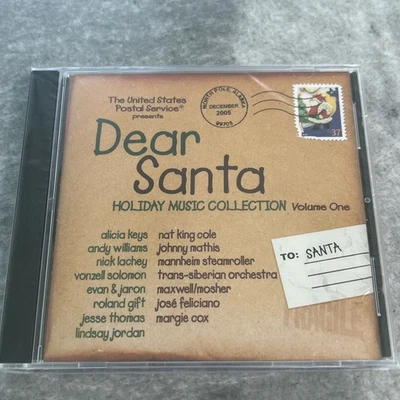 The United States
Postal Service®
presents
NORTH POLE, ALASKA
DECEMBER,
2005
99705
37
Dear
Santa
HOLIDAY MUSIC COLLECTION Volume One
alicia keys
andy williams
nick lachey
vonzell solomon
evan & jaron
roland gift
jesse thomas
lindsay jordan
nat king cole
johnny mathis
mannheim steamroller
trans-siberian orchestra
maxwell/mosher
josé feliciano
margie cox
TO: SANTA